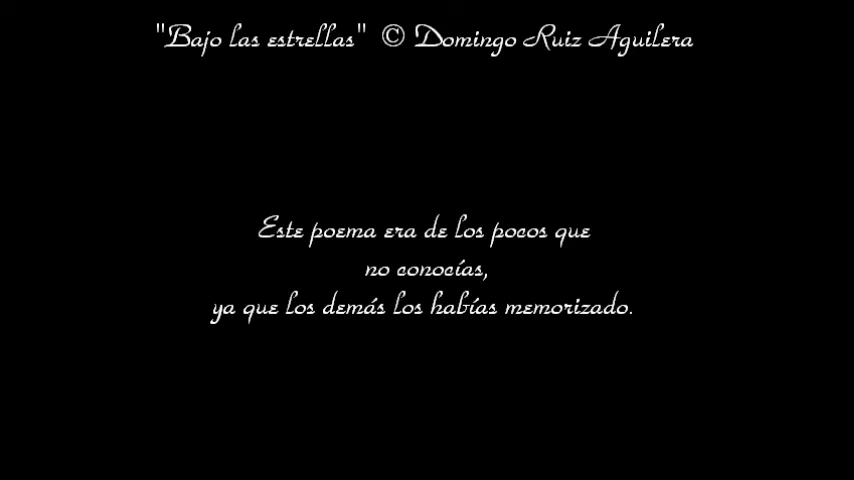 "Bajo las estrellas" © Domingo Ruiz Aguilera
Este poema era de los pocos que
no conocías,
ya que los demás los habías memorizado.